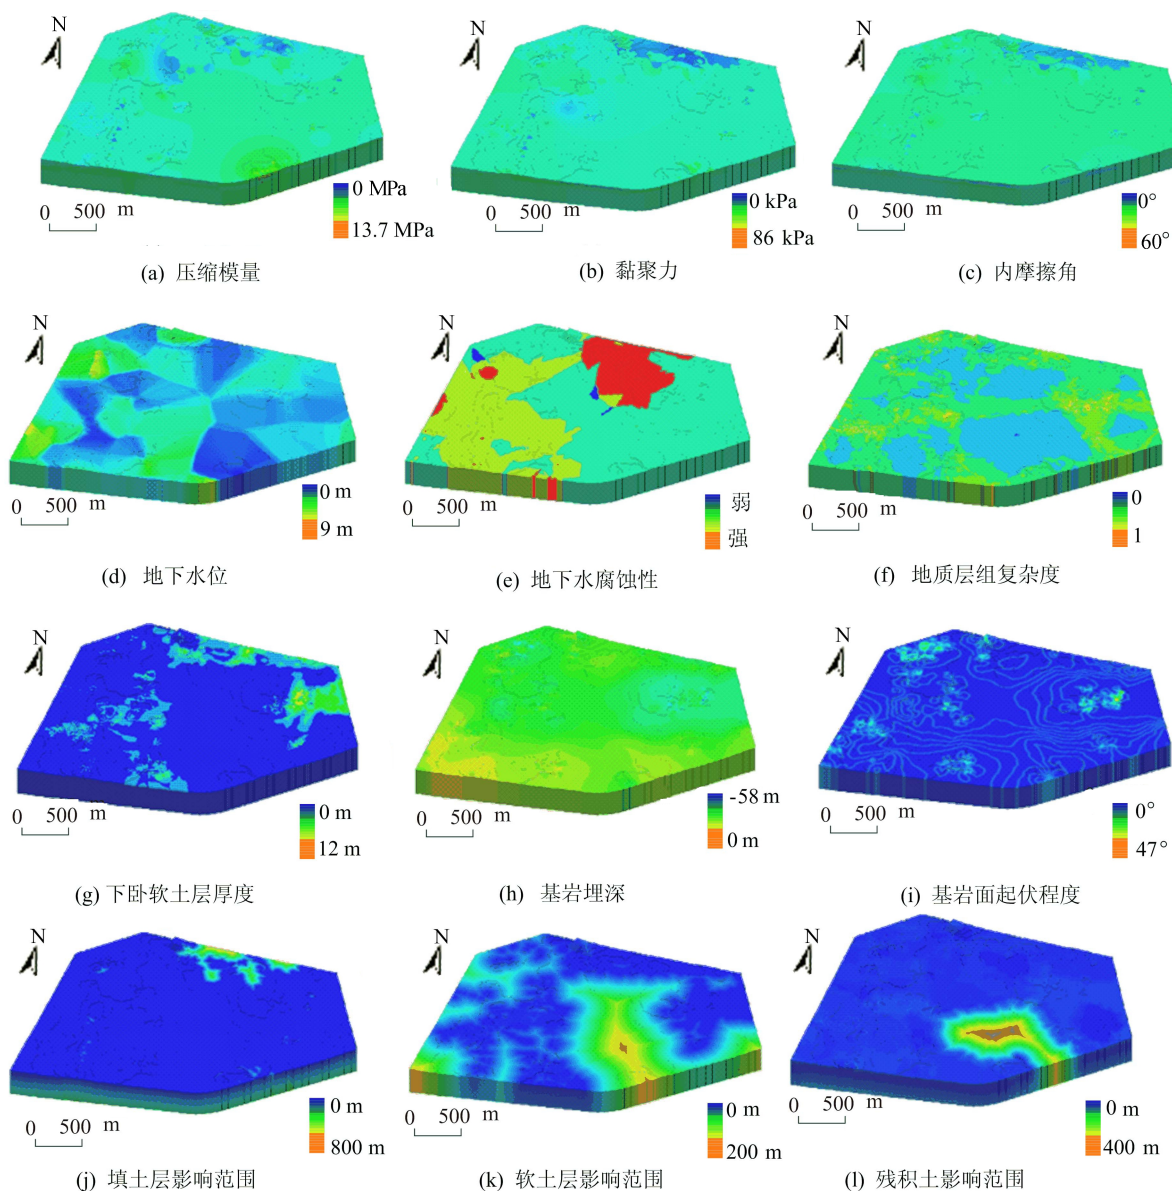 N
0 MPa
13.7 MPa
0 500 m
(a) 压缩模量
N
0 kPa
86 kPa
0 500 m
(b) 黏聚力
N
0°
60°
0 500 m
(c) 内摩擦角
N
0 m
9 m
0 500 m
(d) 地下水位
N
弱
强
0 500 m
(e) 地下水腐蚀性
N
0
1
0 500 m
(f) 地质层组复杂度
N
0 m
12 m
0 500 m
(g) 下卧软土层厚度
N
-58 m
0 m
0 500 m
(h) 基岩埋深
N
0°
47°
0 500 m
(i) 基岩面起伏程度
N
0 m
800 m
0 500 m
(j) 填土层影响范围
N
0 m
200 m
0 500 m
(k) 软土层影响范围
N
0 m
400 m
0 500 m
(l) 残积土影响范围